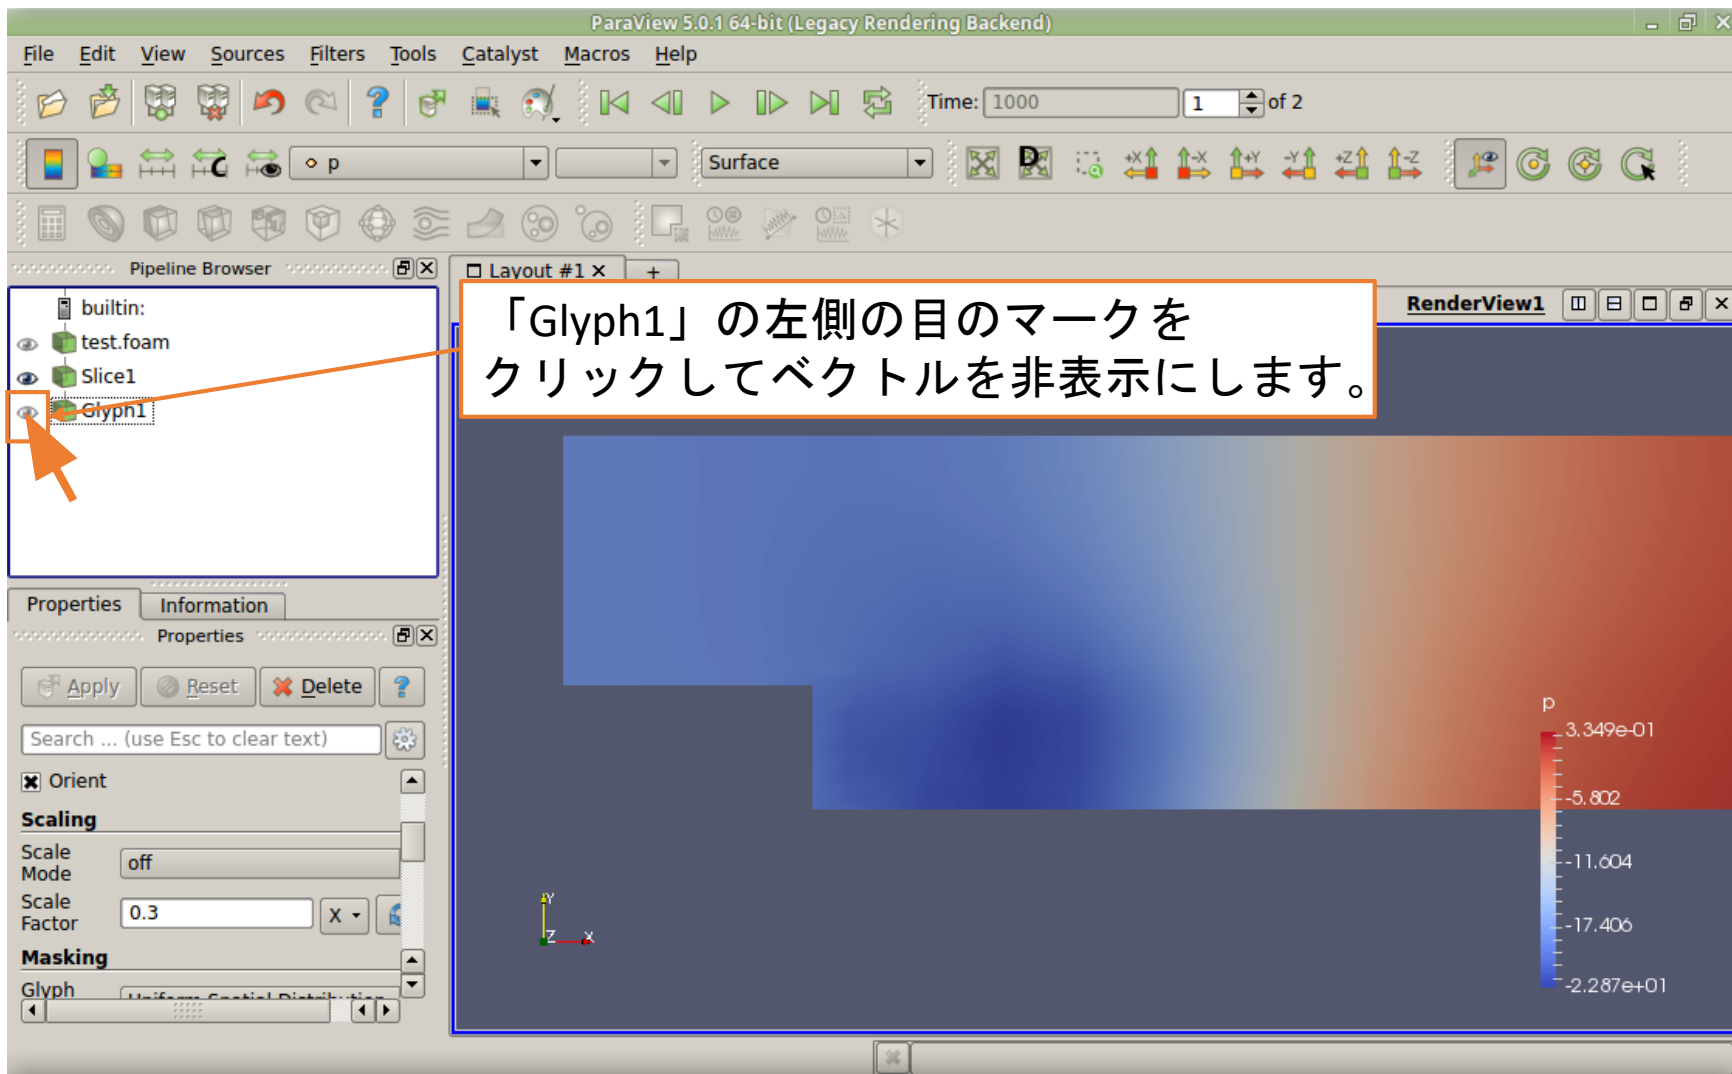 ParaView 5.0.1 64-bit (Legacy Rendering Backend)
File Edit View Sources Filters Tools Catalyst Macros Help
Time: 1000 1 of 2
p Surface
+X -X +Y -Y +Z -Z
Pipeline Browser
Layout #1 × +
builtin:
test.foam
Slice1
Glyph1
RenderView1
「Glyph1」の左側の目のマークを
クリックしてベクトルを非表示にします。
Properties Information
Properties
Apply Reset Delete ?
Search ... (use Esc to clear text)
Orient
Scaling
Scale Mode off
Scale Factor 0.3 X
Masking
Glyph Uniform Spatial Distribution
p
3.349e-01
-5.802
-11.604
-17.406
-2.287e+01
Y
Z X